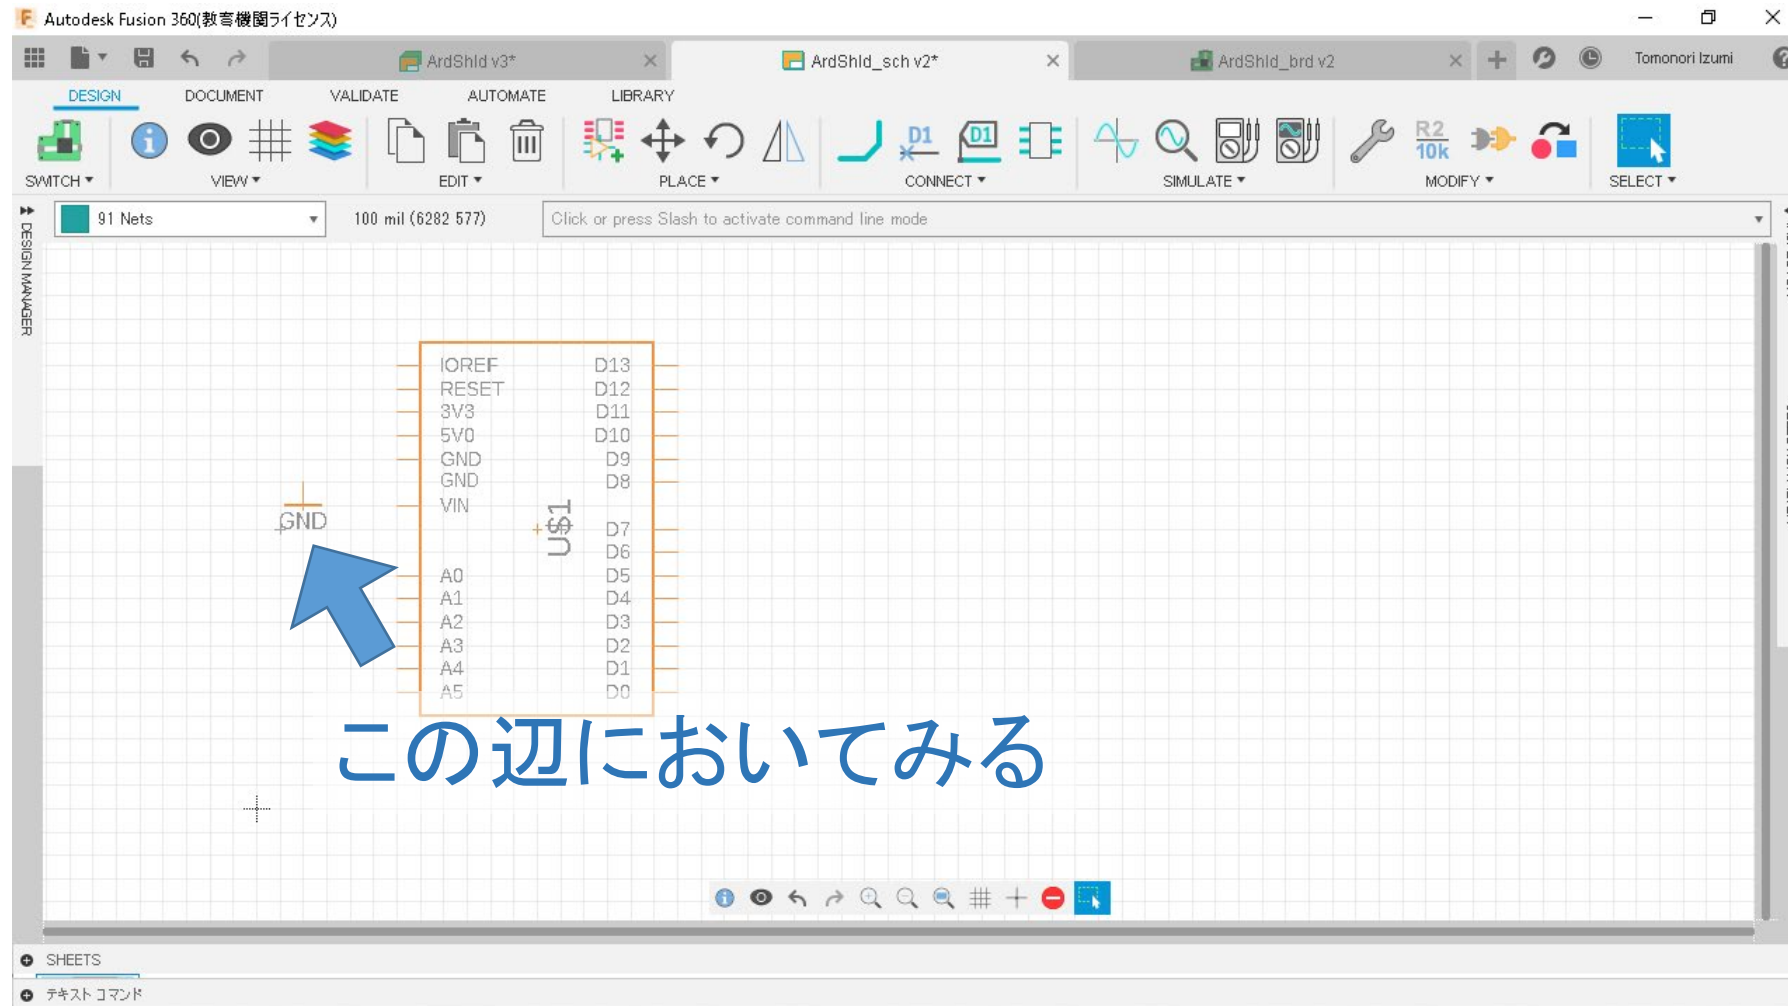 Autodesk Fusion 360(教育機関ライセンス)
ArdShld v3*
ArdShld_sch v2*
ArdShld_brd v2
Tomonori Izumi
DESIGN DOCUMENT VALIDATE AUTOMATE LIBRARY
D1 D1 R2
10k
SWITCH VIEW EDIT PLACE CONNECT SIMULATE MODIFY SELECT
91 Nets
100 mil (6282 577)
Click or press Slash to activate command line mode
DESIGN MANAGER
IOREF D13
RESET D12
3V3 D11
5V0 D10
GND D9
GND D8
VIN
GND
U$1
D7
D6
A0 D5
A1 D4
A2 D3
A3 D2
A4 D1
A5 D0
この辺においてみる
SHEETS
テキスト コマンド